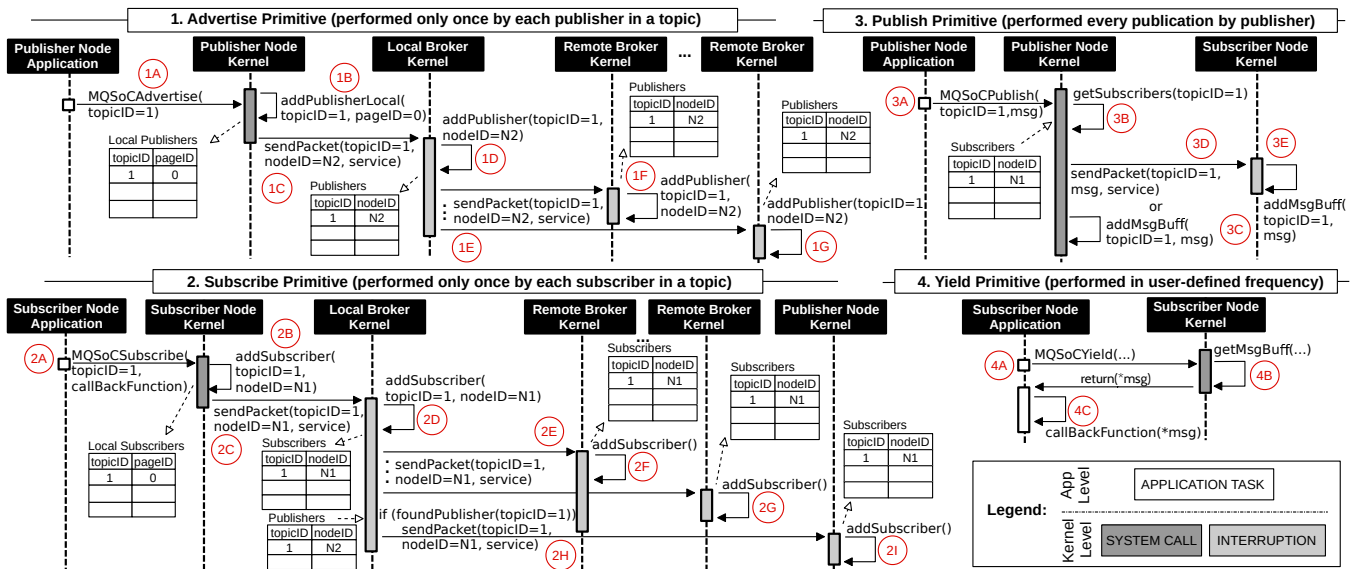 1. Advertise Primitive (performed only once by each publisher in a topic)
Publisher Node
Application
Publisher Node
Kernel
Local Broker
Kernel
Remote Broker
Kernel
...
Remote Broker
Kernel
1A
MQSoCAdvertise(
topicID=1)
1B
addPublisherLocal(
topicID=1, pageID=0)
Local Publishers
topicID pageID
1 0
sendPacket(topicID=1,
nodeID=N2, service)
1C
addPublisher(topicID=1,
nodeID=N2)
1D
Publishers
topicID nodeID
1 N2
:
sendPacket(topicID=1,
nodeID=N2, service)
1E
Publishers
topicID nodeID
1 N2
1F
addPublisher(
topicID=1,
nodeID=N2)
Publishers
topicID nodeID
1 N2
addPublisher(topicID=1
nodeID=N2)
1G
2. Subscribe Primitive (performed only once by each subscriber in a topic)
Subscriber Node
Application
Subscriber Node
Kernel
Local Broker
Kernel
Remote Broker
Kernel
...
Remote Broker
Kernel
Publisher Node
Kernel
2A
MQSoCSubscribe(
topicID=1,
callBackFunction)
2B
addSubscriber(
topicID=1,
nodeID=N1)
Local Subscribers
topicID pageID
1 0
sendPacket(topicID=1,
nodeID=N1, service)
2C
addSubscriber(
topicID=1, nodeID=N1)
2D
Subscribers
topicID nodeID
1 N1
:
sendPacket(topicID=1,
nodeID=N1, service)
2E
Subscribers
topicID nodeID
1 N1
addSubscriber()
2F
Subscribers
topicID nodeID
1 N1
addSubscriber()
2G
Publishers
topicID nodeID
1 N2
if (foundPublisher(topicID=1))
sendPacket(topicID=1,
nodeID=N1, service)
2H
Subscribers
topicID nodeID
1 N1
addSubscriber()
2I
3. Publish Primitive (performed every publication by publisher)
Publisher Node
Application
Publisher Node
Kernel
Subscriber Node
Kernel
3A
MQSoCPublish(
topicID=1,msg)
getSubscribers(topicID=1)
3B
Subscribers
topicID nodeID
1 N1
3D
sendPacket(topicID=1,
msg, service)
or
addMsgBuff(
topicID=1, msg)
3C
3E
addMsgBuff(
topicID=1,
msg)
4. Yield Primitive (performed in user-defined frequency)
Subscriber Node
Application
Subscriber Node
Kernel
4A
MQSoCYield(...)
getMsgBuff(...)
4B
return(*msg)
4C
callBackFunction(*msg)
Legend:
App
Level
APPLICATION TASK
Kernel
Level
SYSTEM CALL
INTERRUPTION